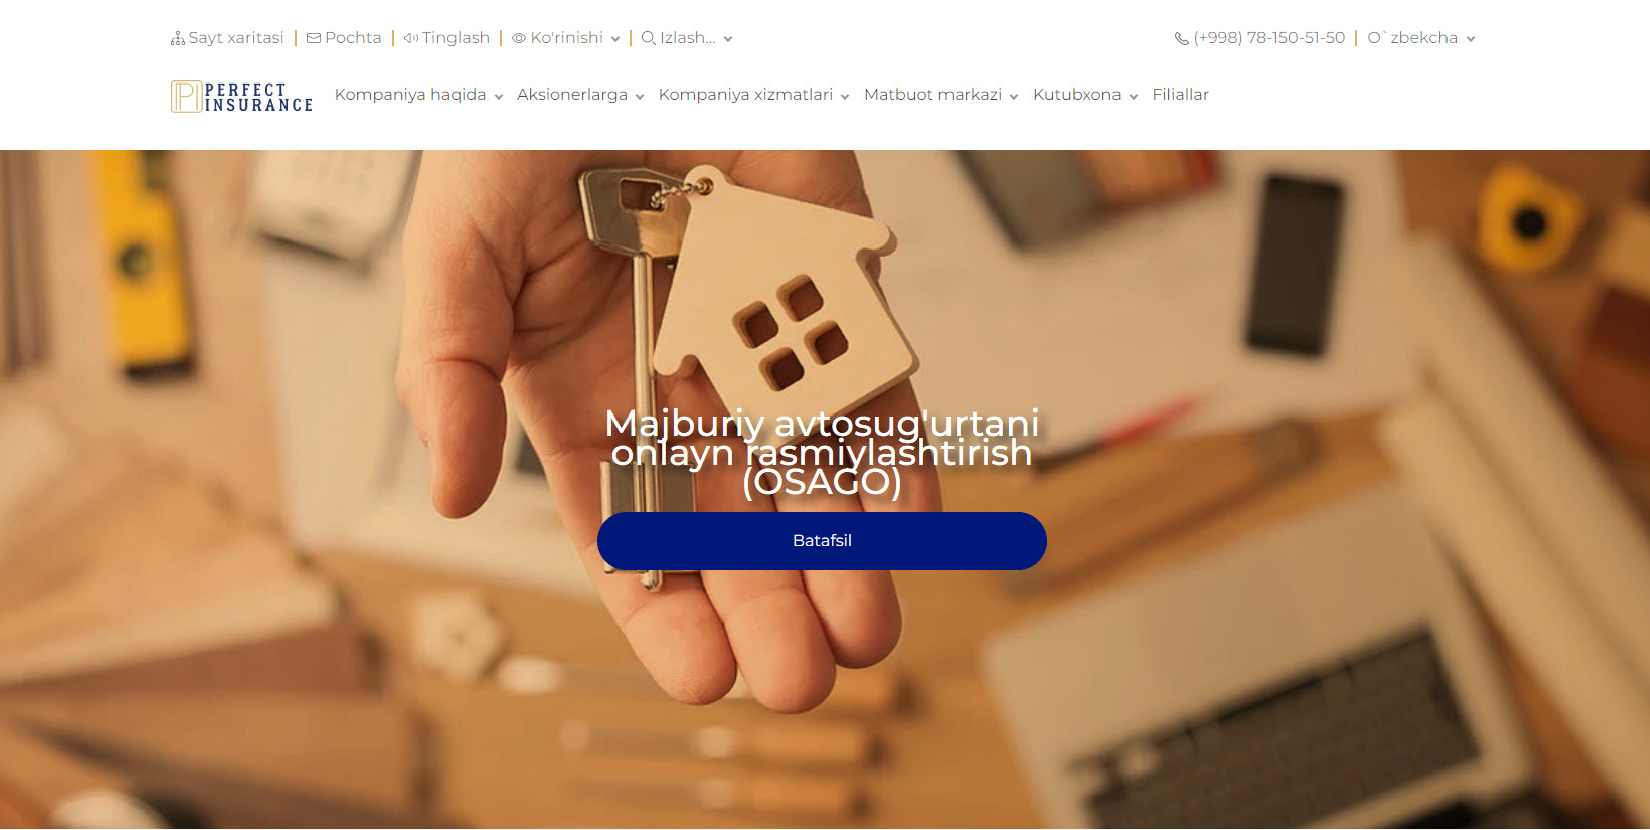 Sayt xaritasi | Pochta | Tinglash | Ko'rinishi | Izlash... (+998) 78-150-51-50 | O`zbekcha
PERFECT
INSURANCE
Kompaniya haqida Aksionerlarga Kompaniya xizmatlari Matbuot markazi Kutubxona Filiallar
Majburiy avtosug'urtani
onlayn rasmiylashtirish
(OSAGO)
Batafsil